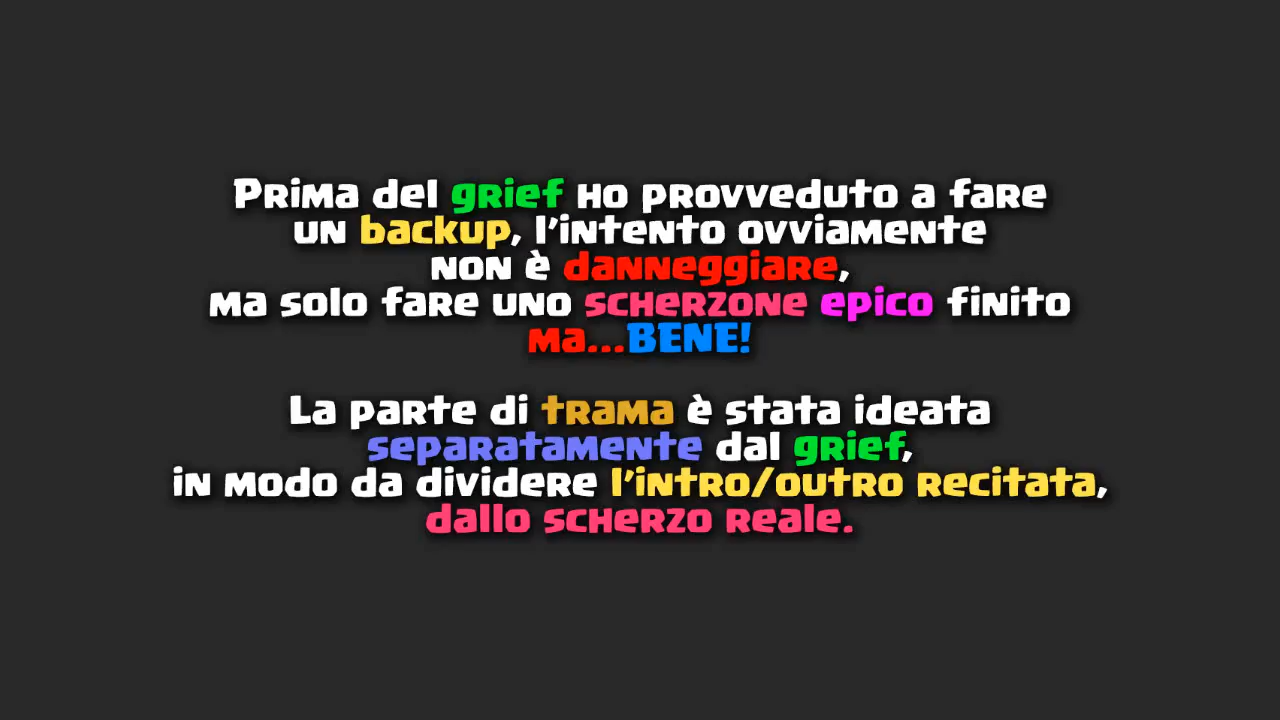 Prima del grief ho provveduto a fare
un backup, l'intento ovviamente
non è danneggiare,
ma solo fare uno scherzone epico finito
ma...BENE!
La parte di trama è stata ideata
separatamente dal grief,
in modo da dividere l'intro/outro recitata,
dallo scherzo reale.